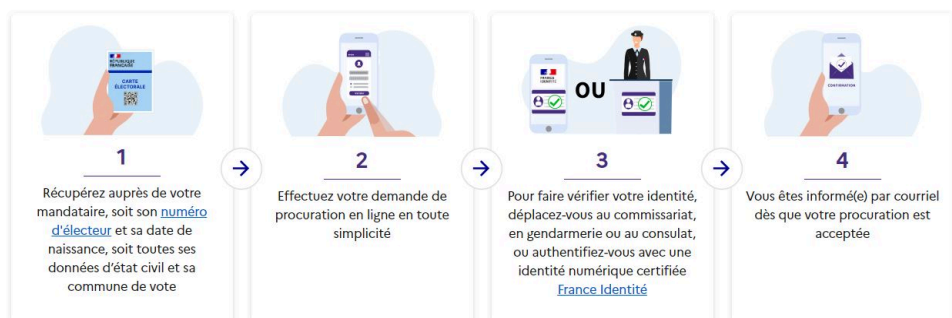 RÉPUBLIQUE
FRANÇAISE
CARTE
ÉLECTORALE
1
Récupérez auprès de votre
mandataire, soit son numéro
d'électeur et sa date de
naissance, soit toutes ses
données d'état civil et sa
commune de vote
2
Effectuez votre demande de
procuration en ligne en toute
simplicité
OU
3
Pour faire vérifier votre identité,
déplacez-vous au commissariat,
en gendarmerie ou au consulat,
ou authentifiez-vous avec une
identité numérique certifiée
France Identité
CONFIRMATION
4
Vous êtes informé(e) par courriel
dès que votre procuration est
acceptée